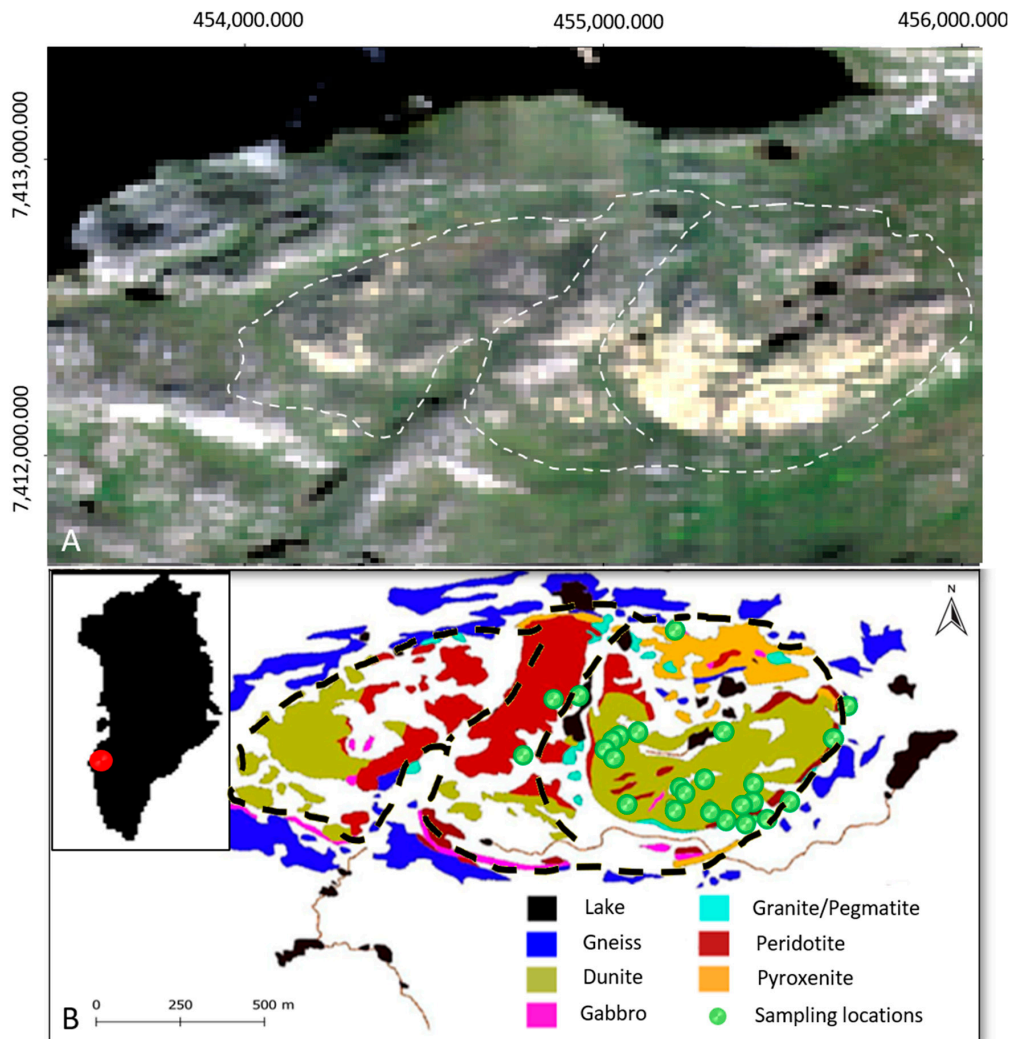 454,000.000 455,000.000 456,000.000
7,413,000.000
7,412,000.000
A
N
Lake
Gneiss
Dunite
Gabbro
Granite/Pegmatite
Peridotite
Pyroxenite
Sampling locations
B
0 250 500 m